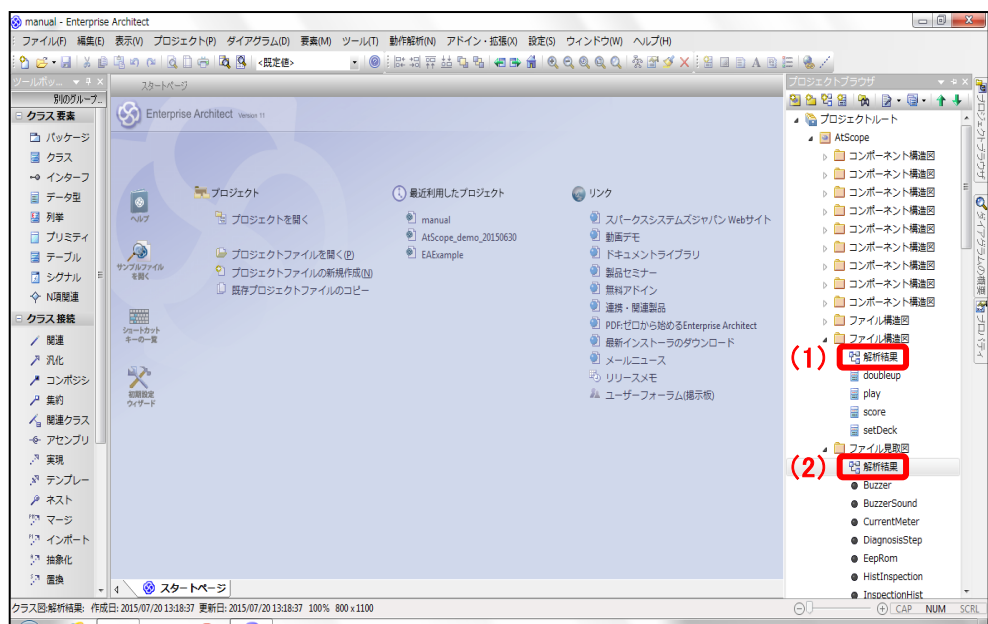 manual - Enterprise Architect
ファイル(F) 編集(E) 表示(V) プロジェクト(P) ダイアグラム(D) 要素(M) ツール(T) 動作解析(N) アドイン・拡張(X) 設定(S) ウィンドウ(W) ヘルプ(H)
<既定値>
ツールボッ...
別のグループ...
クラス要素
パッケージ
クラス
インターフ
データ型
列挙
プリミティ
テーブル
シグナル
N項関連
クラス接続
関連
汎化
コンポジシ
集約
関連クラス
アセンブリ
実現
テンプレー
ネスト
マージ
インポート
抽象化
置換
スタートページ
Enterprise Architect Version 11
ヘルプ
サンプルファイル
を開く
ショートカット
キーの一覧
初期設定
ウィザード
プロジェクト
プロジェクトを開く
プロジェクトファイルを開く(P)
プロジェクトファイルの新規作成(N)
既存プロジェクトファイルのコピー
最近利用したプロジェクト
manual
AtScope_demo_20150630
EAExample
リンク
スパークスシステムズジャパン Webサイト
動画デモ
ドキュメントライブラリ
製品セミナー
無料アドイン
連携・関連製品
PDF:ゼロから始めるEnterprise Architect
最新インストーラのダウンロード
メールニュース
リリースメモ
ユーザーフォーラム(掲示板)
スタートページ
プロジェクトブラウザ
プロジェクトルート
AtScope
コンポーネント構造図
コンポーネント構造図
コンポーネント構造図
コンポーネント構造図
コンポーネント構造図
コンポーネント構造図
コンポーネント構造図
コンポーネント構造図
コンポーネント構造図
ファイル構造図
ファイル構造図
(1) 解析結果
doubleup
play
score
setDeck
ファイル見取図
(2) 解析結果
Buzzer
BuzzerSound
CurrentMeter
DiagnosisStep
EepRom
HistInspection
InspectionHist
プロジェクトブラウザ
ダイアグラムの概要
プロパティ
クラス図:解析結果: 作成日: 2015/07/20 13:18:37 更新日: 2015/07/20 13:18:37 100% 800 x 1100
CAP NUM SCRL